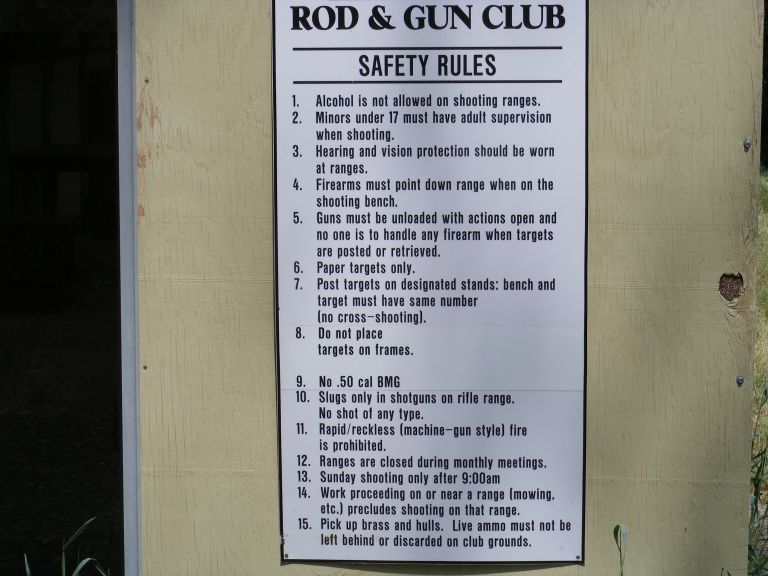 ROD & GUN CLUB
SAFETY RULES
1. Alcohol is not allowed on shooting ranges.
2. Minors under 17 must have adult supervision
when shooting.
3. Hearing and vision protection should be worn
at ranges.
4. Firearms must point down range when on the
shooting bench.
5. Guns must be unloaded with actions open and
no one is to handle any firearm when targets
are posted or retrieved.
6. Paper targets only.
7. Post targets on designated stands: bench and
target must have same number
(no cross-shooting).
8. Do not place
targets on frames.
9. No .50 cal BMG
10. Slugs only in shotguns on rifle range.
No shot of any type.
11. Rapid/reckless (machine-gun style) fire
is prohibited.
12. Ranges are closed during monthly meetings.
13. Sunday shooting only after 9:00am
14. Work proceeding on or near a range (mowing,
etc.) precludes shooting on that range.
15. Pick up brass and hulls. Live ammo must not be
left behind or discarded on club grounds.